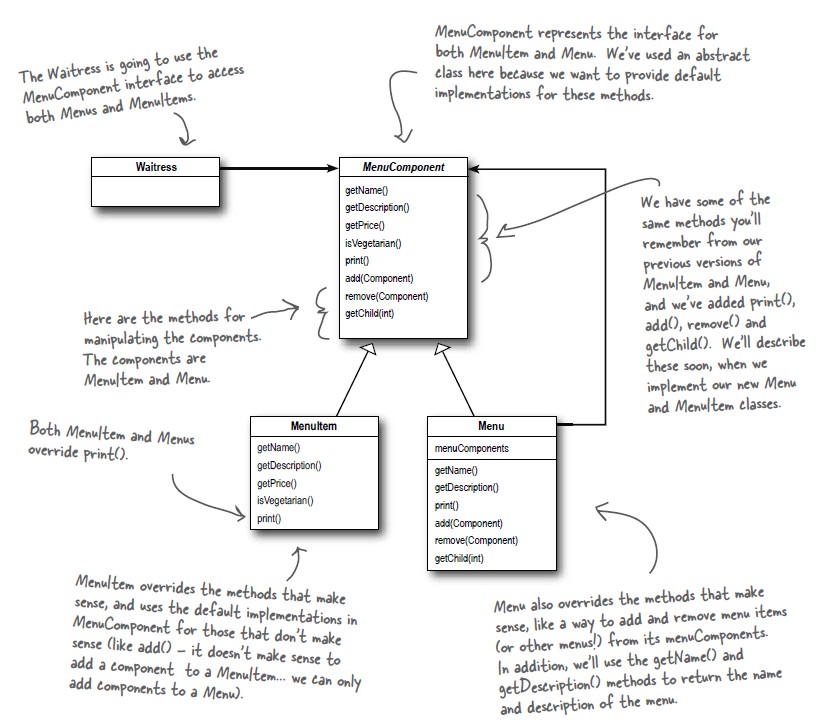 MenuComponent represents the interface for
both MenuItem and Menu. We've used an abstract
class here because we want to provide default
implementations for these methods.
The Waitress is going to use the
MenuComponent interface to access
both Menus and MenuItems.
Waitress
MenuComponent
getName()
getDescription()
getPrice()
isVegetarian()
print()
add(Component)
remove(Component)
getChild(int)
We have some of the
same methods you'll
remember from our
previous versions of
MenuItem and Menu,
and we've added print(),
add(), remove() and
getChild(). We'll describe
these soon, when we
implement our new Menu
and MenuItem classes.
Here are the methods for
manipulating the components.
The components are
MenuItem and Menu.
Both MenuItem and Menus
override print().
MenuItem
getName()
getDescription()
getPrice()
isVegetarian()
print()
Menu
menuComponents
getName()
getDescription()
print()
add(Component)
remove(Component)
getChild(int)
MenuItem overrides the methods that make
sense, and uses the default implementations in
MenuComponent for those that don't make
sense (like add() – it doesn't make sense to
add a component to a MenuItem... we can only
add components to a Menu).
Menu also overrides the methods that make
sense, like a way to add and remove menu items
(or other menus!) from its menuComponents.
In addition, we'll use the getName() and
getDescription() methods to return the name
and description of the menu.